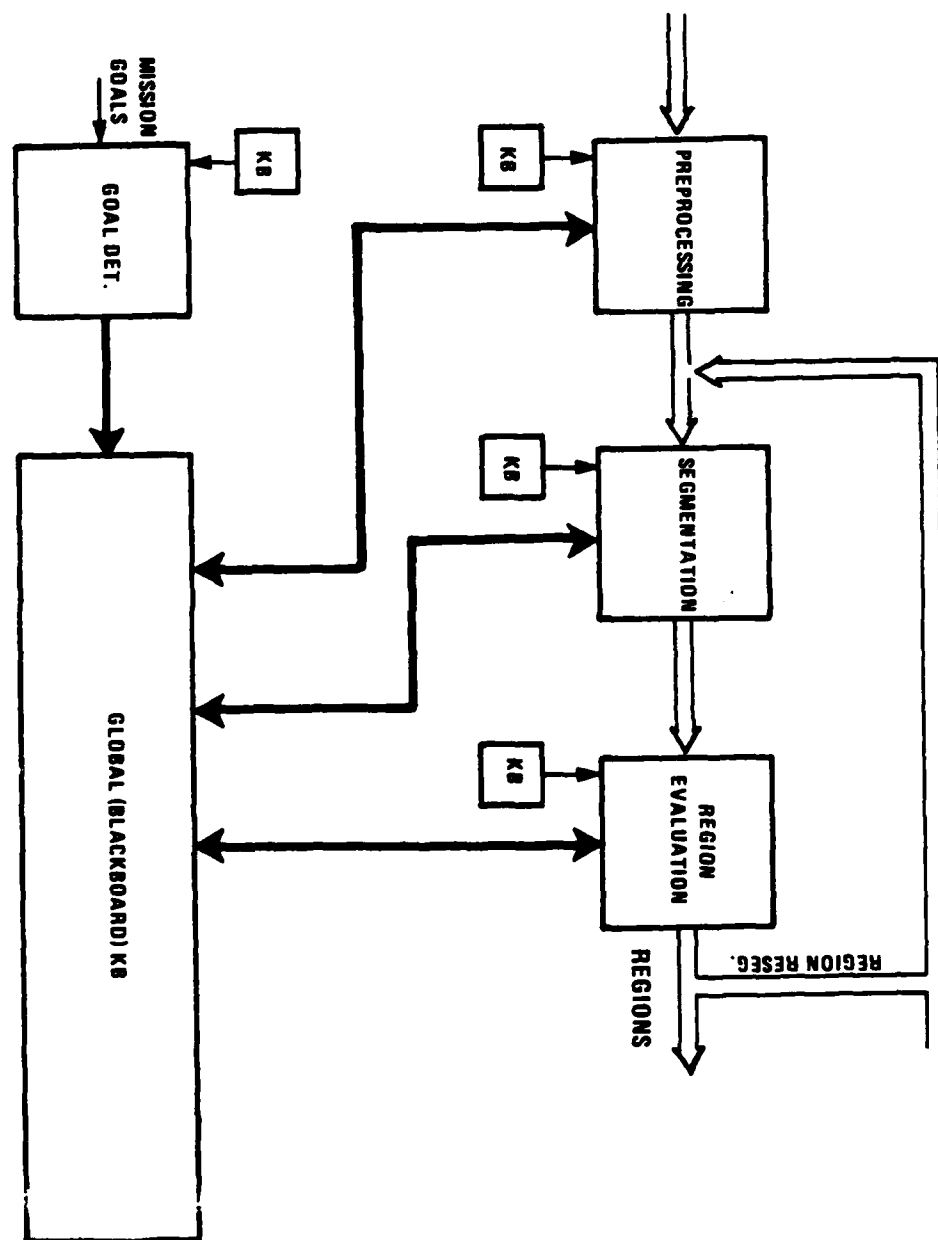 PREPROCESSING
KB
SEGMENTATION
KB
REGION
EVALUATION
KB
REGION RESEG.
REGIONS
MISSION
GOALS
KB
GOAL DET.
GLOBAL (BLACKBOARD) KB